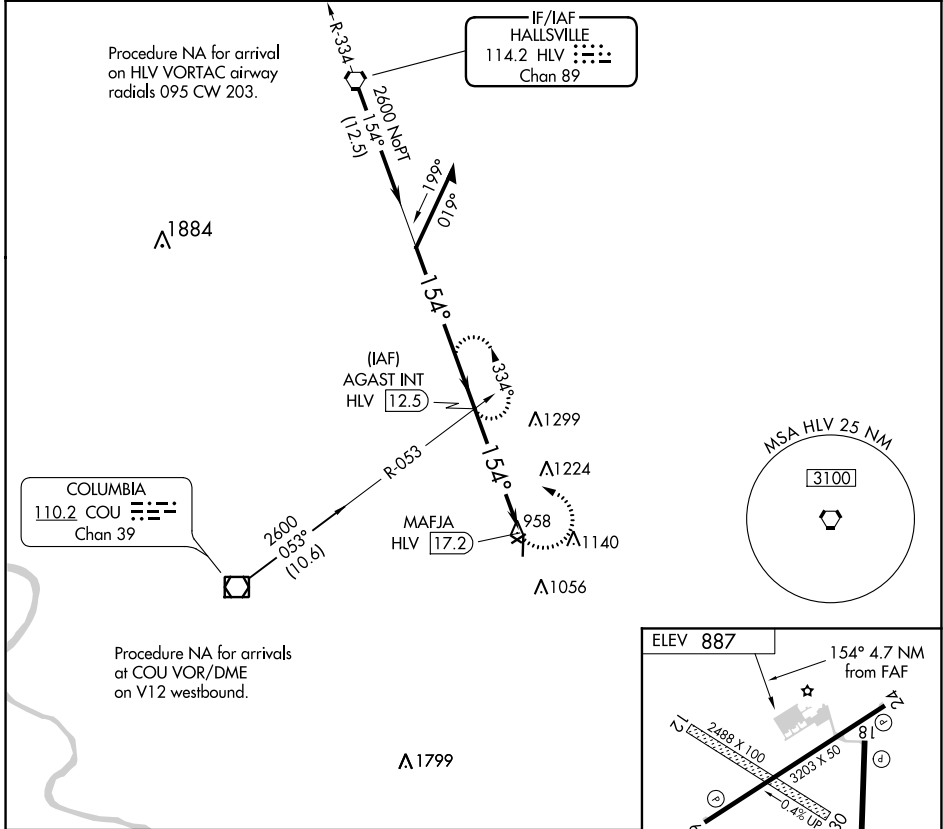 IF/IAF
HALLSVILLE
114.2 HLV
Chan 89
Procedure NA for arrival
on HLV VORTAC airway
radials 095 CW 203.
R-334
2600 NoPT
154°
(12.5)
199°
019°
1884
154°
(IAF)
AGAST INT
HLV 12.5
334°
1299
R-053
154°
1224
MSA HLV 25 NM
3100
COLUMBIA
110.2 COU
Chan 39
2600
053°
(10.6)
MAFJA
HLV 17.2
958
1140
1056
Procedure NA for arrivals
at COU VOR/DME
on V12 westbound.
1799
ELEV 887
154° 4.7 NM
from FAF
12
2488 X 100
24
18
P
P
3203 X 50
P
0.4% UP
30